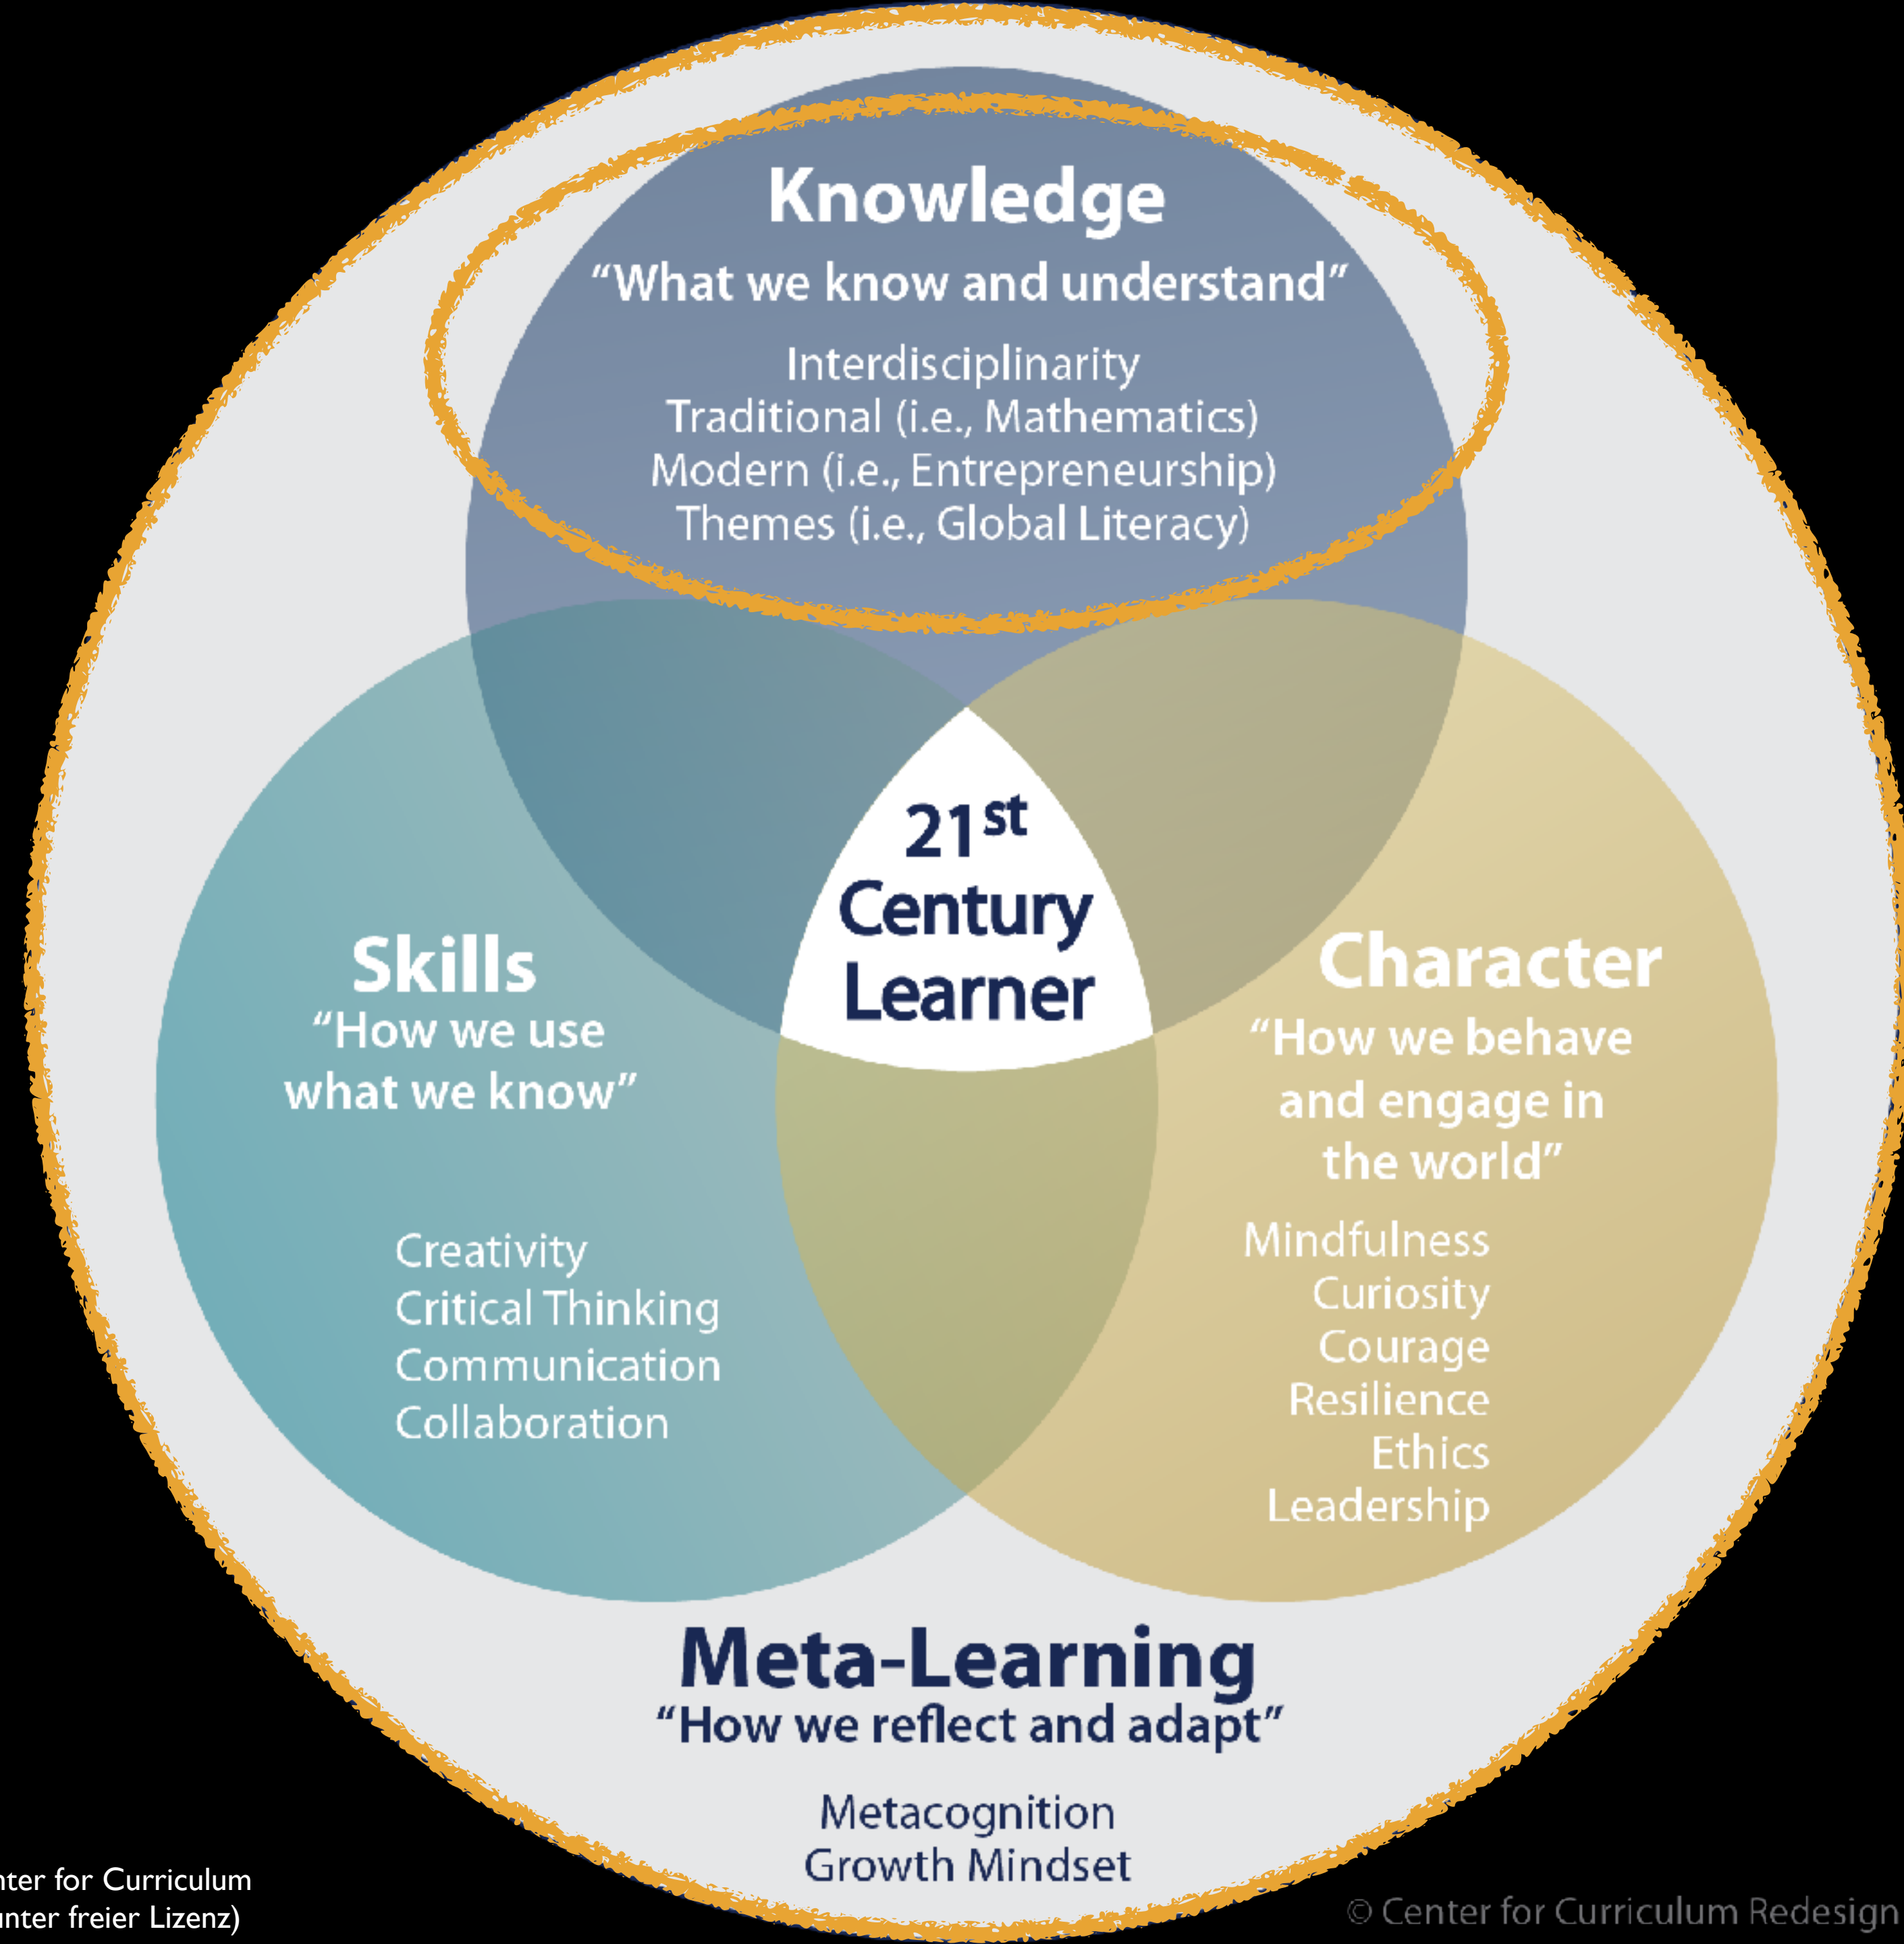 Knowledge
“What we know and understand”
Interdisciplinarity
Traditional (i.e., Mathematics)
Modern (i.e., Entrepreneurship)
Themes (i.e., Global Literacy)
21st
Century
Learner
Skills
“How we use
what we know”
Creativity
Critical Thinking
Communication
Collaboration
Character
“How we behave
and engage in
the world”
Mindfulness
Curiosity
Courage
Resilience
Ethics
Leadership
Meta-Learning
“How we reflect and adapt”
Metacognition
Growth Mindset
for Curriculum
freier Lizenz)
© Center for Curriculum Redesign